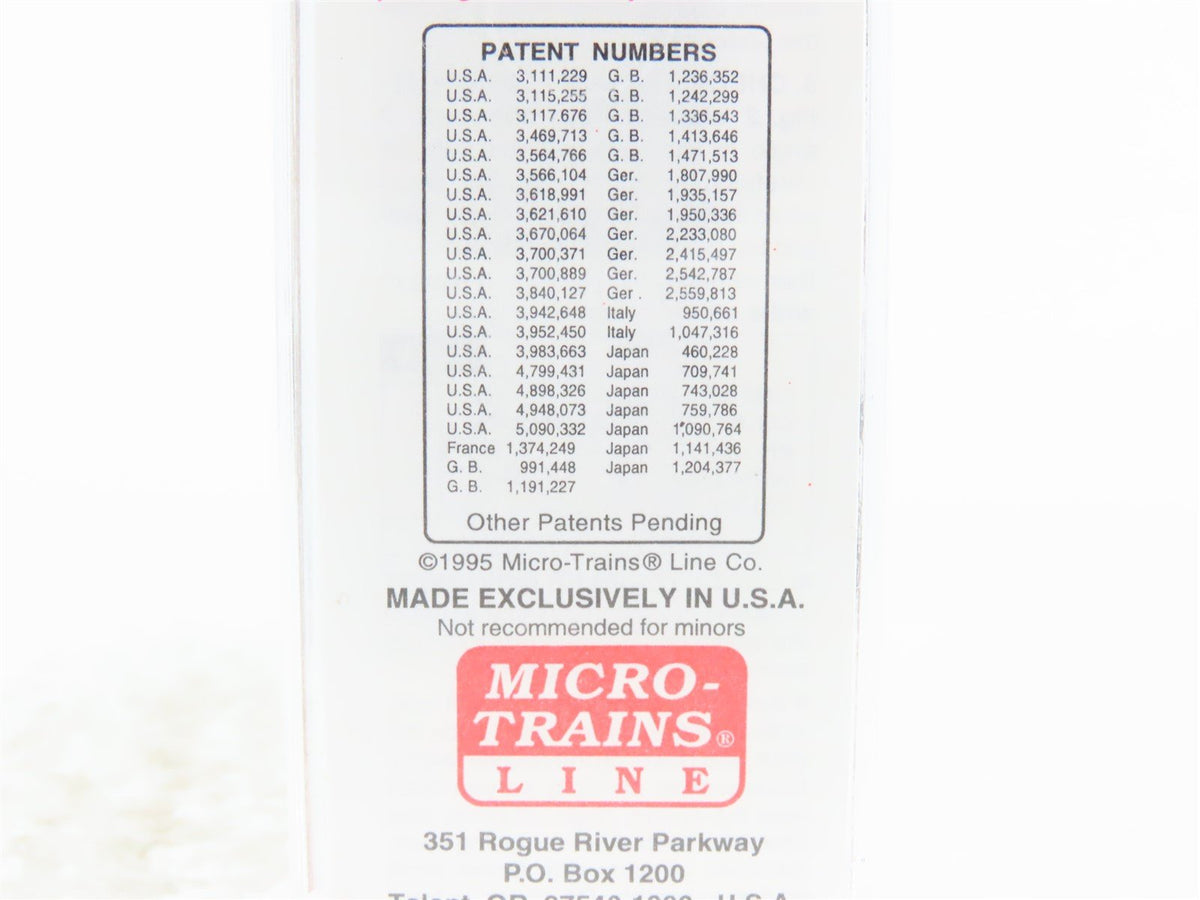 PATENT NUMBERS
U.S.A. 3,111,229 G. B. 1,236,352
U.S.A. 3,115,255 G. B. 1,242,299
U.S.A. 3,117.676 G. B. 1,336,543
U.S.A. 3,469,713 G. B. 1,413,646
U.S.A. 3,564,766 G. B. 1,471,513
U.S.A. 3,566,104 Ger. 1,807,990
U.S.A. 3,618,991 Ger. 1,935,157
U.S.A. 3,621,610 Ger. 1,950,336
U.S.A. 3,670,064 Ger. 2,233,080
U.S.A. 3,700,371 Ger. 2,415,497
U.S.A. 3,700,889 Ger. 2,542,787
U.S.A. 3,840,127 Ger . 2,559,813
U.S.A. 3,942,648 Italy 950,661
U.S.A. 3,952,450 Italy 1,047,316
U.S.A. 3,983,663 Japan 460,228
U.S.A. 4,799,431 Japan 709,741
U.S.A. 4,898,326 Japan 743,028
U.S.A. 4,948,073 Japan 759,786
U.S.A. 5,090,332 Japan 1,090,764
France 1,374,249 Japan 1,141,436
G. B. 991,448 Japan 1,204,377
G. B. 1,191,227
Other Patents Pending
©1995 Micro-Trains® Line Co.
MADE EXCLUSIVELY IN U.S.A.
Not recommended for minors
MICRO-
TRAINS®
LINE
351 Rogue River Parkway
P.O. Box 1200
Talent, OR 97540-1200 U.S.A.